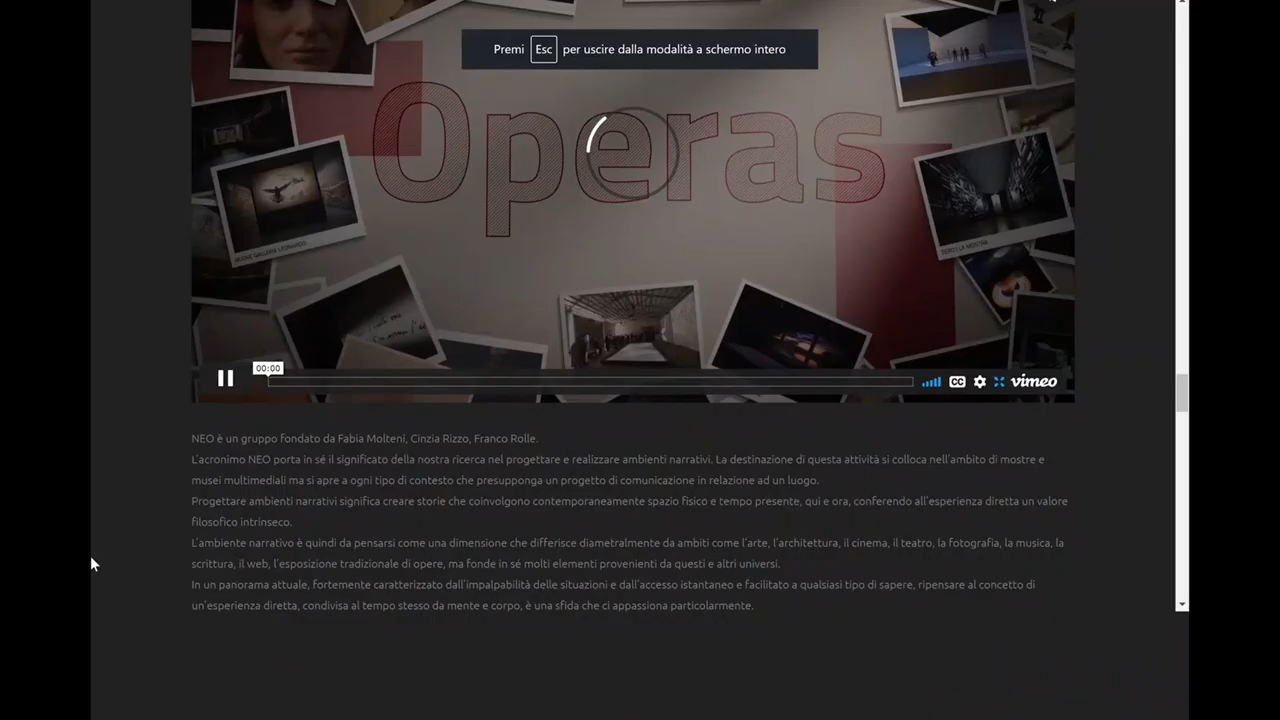 Premi Esc per uscire dalla modalità a schermo intero
Operas
NUOVE GALLERIE LEONARDO
00:00
CC vimeo
NEO è un gruppo fondato da Fabia Molteni, Cinzia Rizzo, Franco Rolle.
L'acronimo NEO porta in sé il significato della nostra ricerca nel progettare e realizzare ambienti narrativi. La destinazione di questa attività si colloca nell'ambito di mostre e
musei multimediali ma si apre a ogni tipo di contesto che presupponga un progetto di comunicazione in relazione ad un luogo.
Progettare ambienti narrativi significa creare storie che coinvolgono contemporaneamente spazio fisico e tempo presente, qui e ora, conferendo all'esperienza diretta un valore
filosofico intrinseco.
L'ambiente narrativo è quindi da pensarsi come una dimensione che differisce diametralmente da ambiti come l'arte, l'architettura, il cinema, il teatro, la fotografia, la musica, la
scrittura, il web, l'esposizione tradizionale di opere, ma fonde in sé molti elementi provenienti da questi e altri universi.
In un panorama attuale, fortemente caratterizzato dall'impalpabilità delle situazioni e dall'accesso istantaneo e facilitato a qualsiasi tipo di sapere, ripensare al concetto di
un'esperienza diretta, condivisa al tempo stesso da mente e corpo, è una sfida che ci appassiona particolarmente.